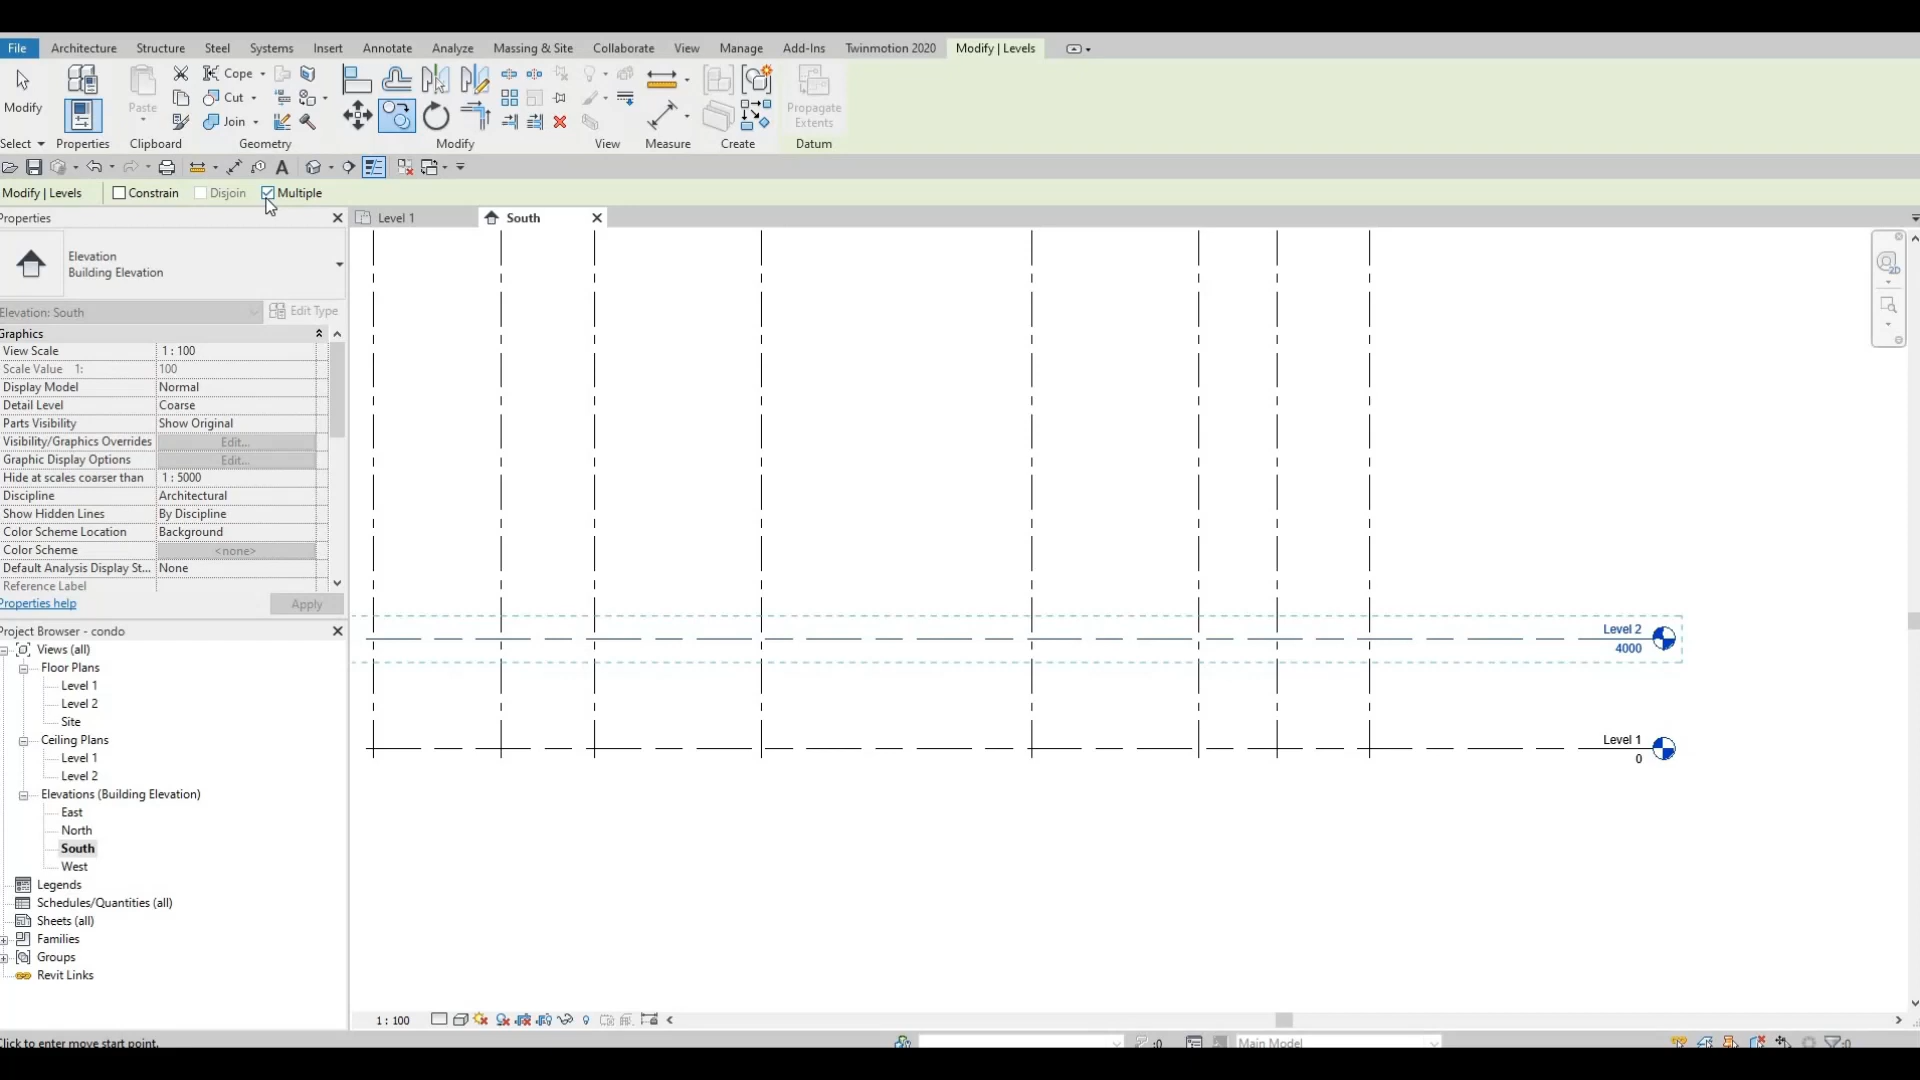 File Architecture Structure Steel Systems Insert Annotate Analyze Massing & Site Collaborate View Manage Add-Ins Twinmotion 2020 Modify | Levels
Modify Paste Cope Cut Join Propagate Extents
Select Properties Clipboard Geometry Modify View Measure Create Datum
Modify | Levels Constrain Disjoin Multiple
Properties
Level 1 South
Elevation
Building Elevation
Elevation: South Edit Type
Graphics
View Scale 1 : 100
Scale Value 1: 100
Display Model Normal
Detail Level Coarse
Parts Visibility Show Original
Visibility/Graphics Overrides Edit...
Graphic Display Options Edit...
Hide at scales coarser than 1 : 5000
Discipline Architectural
Show Hidden Lines By Discipline
Color Scheme Location Background
Color Scheme <none>
Default Analysis Display St... None
Reference Label
Properties help Apply
Project Browser - condo
Views (all)
Floor Plans
Level 1
Level 2
Site
Ceiling Plans
Level 1
Level 2
Elevations (Building Elevation)
East
North
South
West
Legends
Schedules/Quantities (all)
Sheets (all)
Families
Groups
Revit Links
Level 2
4000
Level 1
0
2D
1 : 100
Click to enter move start point. :0 Main Model :0